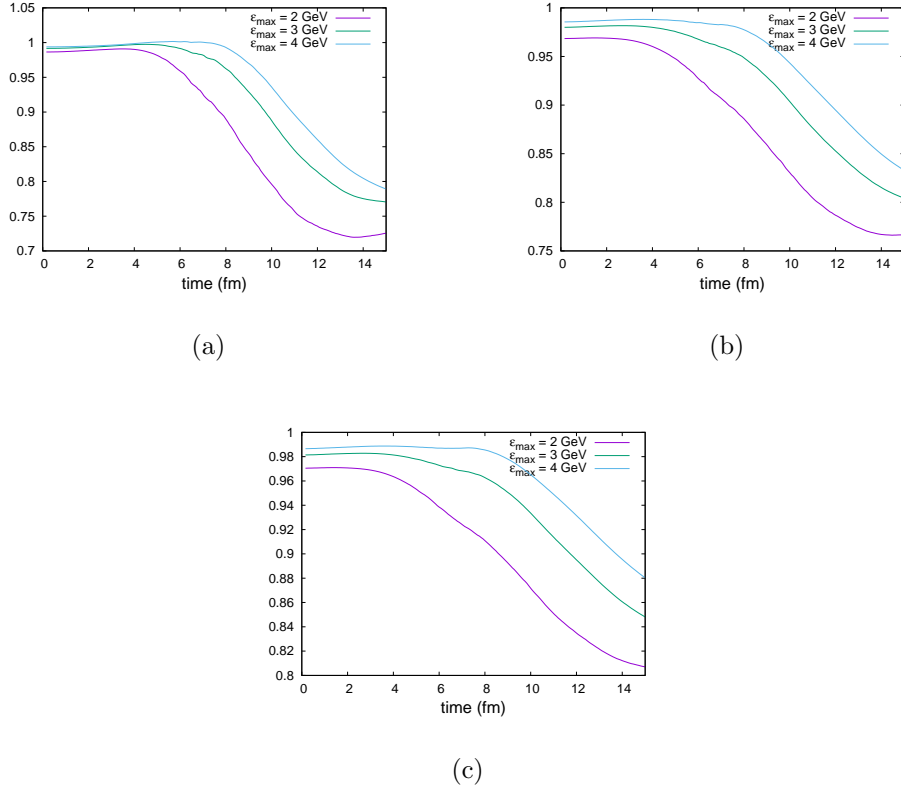 1.05
1
0.95
0.9
0.85
0.8
0.75
0.7
0 2 4 6 8 10 12 14
time (fm)
εmax = 2 GeV
εmax = 3 GeV
εmax = 4 GeV
(a)
1
0.95
0.9
0.85
0.8
0.75
0 2 4 6 8 10 12 14
time (fm)
εmax = 2 GeV
εmax = 3 GeV
εmax = 4 GeV
(b)
1
0.98
0.96
0.94
0.92
0.9
0.88
0.86
0.84
0.82
0.8
0 2 4 6 8 10 12 14
time (fm)
εmax = 2 GeV
εmax = 3 GeV
εmax = 4 GeV
(c)